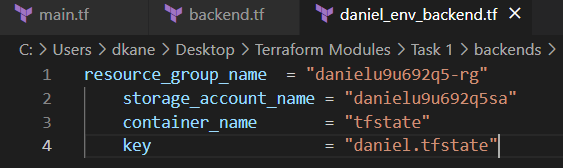 main.tf backend.tf daniel_env_backend.tf ×
C: > Users > dkane > Desktop > Terraform Modules > Task 1 > backends >
1 resource_group_name  = "danielu9u692q5-rg"
2     storage_account_name = "danielu9u692q5sa"
3     container_name       = "tfstate"
4     key                  = "daniel.tfstate"